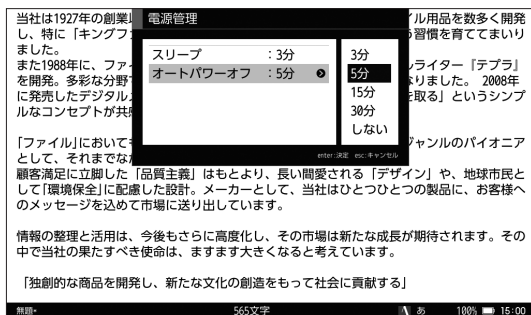 当社は1927年の創業
イル用品を数多く開発
し、特に「キングフ
習慣を育ててまいり
ました。
また1988年に、ファイ
ルライター『テプラ』
を開発。多彩な分野
なりました。 2008年
に発売したデジタル
を取る」というシンプ
ルなコンセプトが共
「ファイル」において
ジャンルのパイオニア
として、それまでな
電源管理
スリープ :3分
オートパワーオフ :5分
3分
5分
15分
30分
しない
enter:決定 esc:キャンセル
顧客満足に立脚した「品質主義」はもとより、長い間愛される「デザイン」や、地球市民と
して「環境保全」に配慮した設計。メーカーとして、当社はひとつひとつの製品に、お客様へ
のメッセージを込めて市場に送り出しています。
情報の整理と活用は、今後もさらに高度化し、その市場は新たな成長が期待されます。その
中で当社の果たすべき使命は、ますます大きくなると考えています。
「独創的な商品を開発し、新たな文化の創造をもって社会に貢献する」
無題* 565文字 あ 100% 15:00